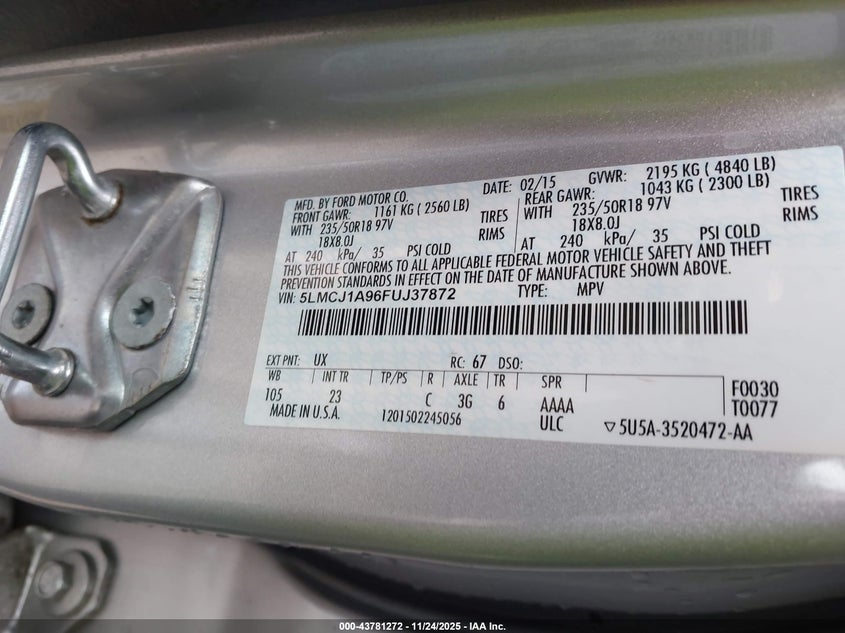 MFD. BY FORD MOTOR CO. DATE: 02/15 GVWR: 2195 KG ( 4840 LB)
FRONT GAWR: 1161 KG ( 2560 LB) REAR GAWR: 1043 KG ( 2300 LB)
WITH 235/50R18 97V TIRES WITH 235/50R18 97V TIRES
18X8.0J RIMS 18X8.0J RIMS
AT 240 kPa/ 35 PSI COLD AT 240 kPa/ 35 PSI COLD
THIS VEHICLE CONFORMS TO ALL APPLICABLE FEDERAL MOTOR VEHICLE SAFETY AND THEFT
PREVENTION STANDARDS IN EFFECT ON THE DATE OF MANUFACTURE SHOWN ABOVE.
VIN: 5LMCJ1A96FUJ37872 TYPE: MPV
EXT PNT: UX RC: 67 DSO:
WB INT TR TP/PS R AXLE TR SPR
105 23 C 3G 6 AAAA F0030
MADE IN U.S.A. 1201502245056 ULC T0077
▽5U5A-3520472-AA
000-43781272 - 11/24/2025 - IAA Inc.